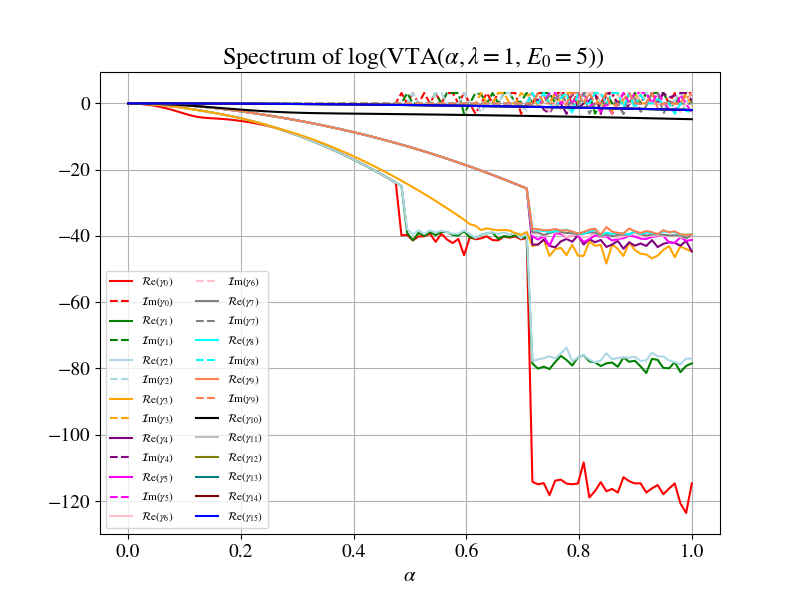 Spectrum of log(VTA(α, λ = 1, E₀ = 5))
0
−20
−40
−60
−80
−100
−120
0.0 0.2 0.4 0.6 0.8 1.0
α
ℛe(γ₀)
ℐm(γ₀)
ℛe(γ₁)
ℐm(γ₁)
ℛe(γ₂)
ℐm(γ₂)
ℛe(γ₃)
ℐm(γ₃)
ℛe(γ₄)
ℐm(γ₄)
ℛe(γ₅)
ℐm(γ₅)
ℛe(γ₆)
ℐm(γ₆)
ℛe(γ₇)
ℐm(γ₇)
ℛe(γ₈)
ℐm(γ₈)
ℛe(γ₉)
ℐm(γ₉)
ℛe(γ₁₀)
ℛe(γ₁₁)
ℛe(γ₁₂)
ℛe(γ₁₃)
ℛe(γ₁₄)
ℛe(γ₁₅)